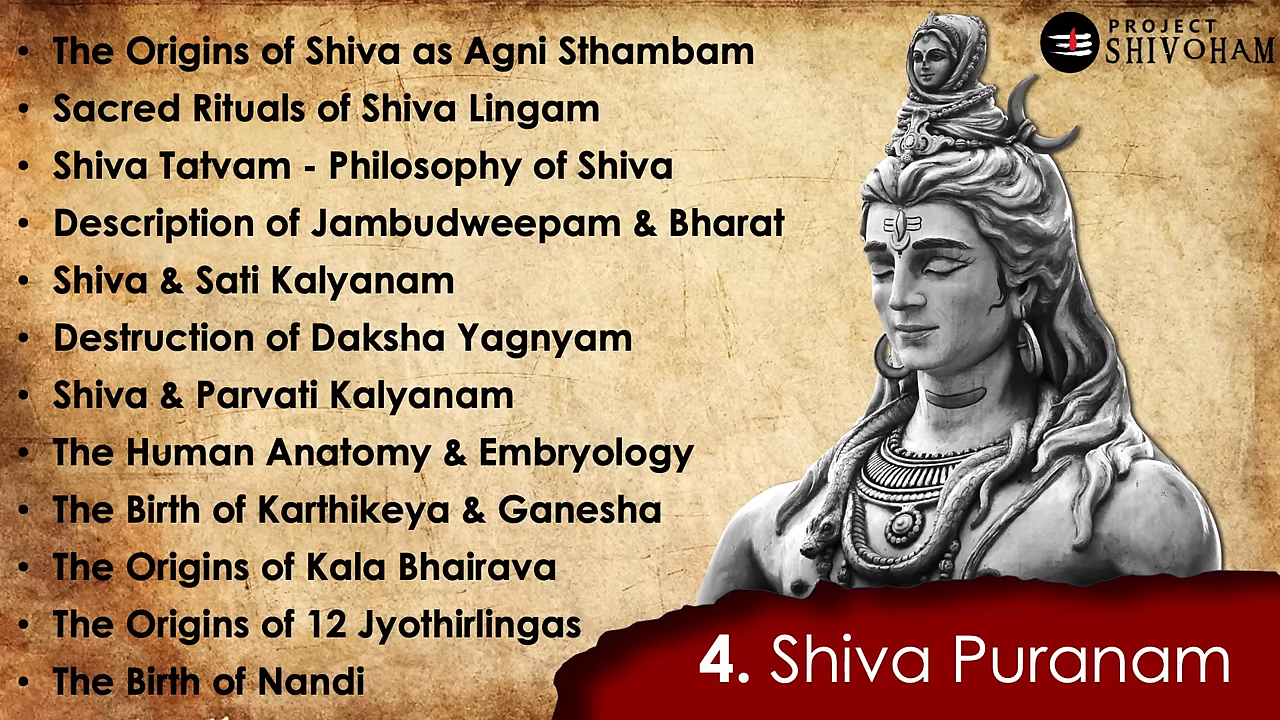 • The Origins of Shiva as Agni Sthambam
• Sacred Rituals of Shiva Lingam
• Shiva Tatvam - Philosophy of Shiva
• Description of Jambudweepam & Bharat
• Shiva & Sati Kalyanam
• Destruction of Daksha Yagnyam
• Shiva & Parvati Kalyanam
• The Human Anatomy & Embryology
• The Birth of Karthikeya & Ganesha
• The Origins of Kala Bhairava
• The Origins of 12 Jyothirlingas
• The Birth of Nandi
PROJECT
SHIVOHAM
4. Shiva Puranam